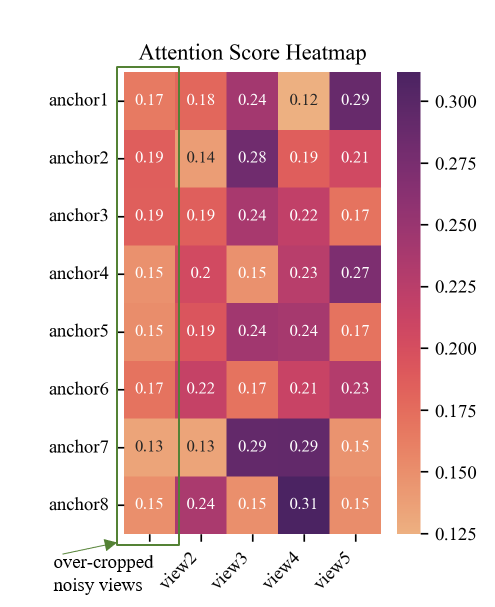 Attention Score Heatmap
anchor1 0.17 0.18 0.24 0.12 0.29
anchor2 0.19 0.14 0.28 0.19 0.21
anchor3 0.19 0.19 0.24 0.22 0.17
anchor4 0.15 0.2 0.15 0.23 0.27
anchor5 0.15 0.19 0.24 0.24 0.17
anchor6 0.17 0.22 0.17 0.21 0.23
anchor7 0.13 0.13 0.29 0.29 0.15
anchor8 0.15 0.24 0.15 0.31 0.15
over-cropped
noisy views
view2 view3 view4 view5
0.300
0.275
0.250
0.225
0.200
0.175
0.150
0.125